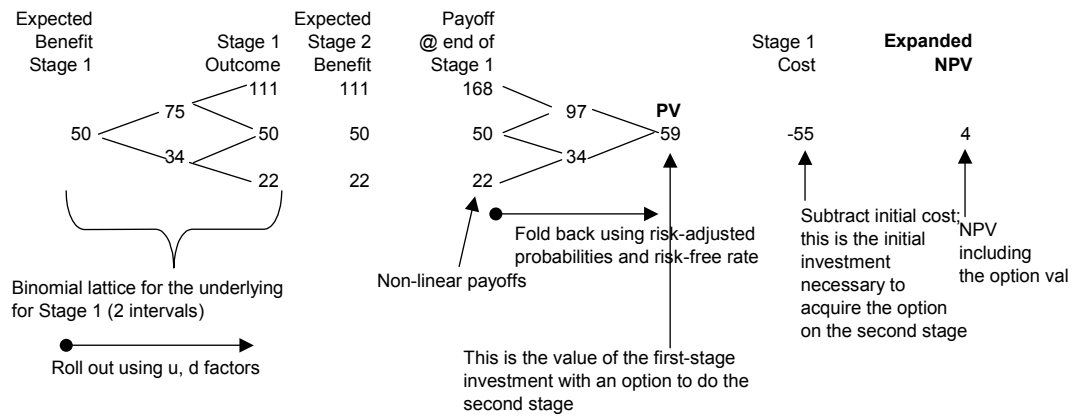 Expected
Benefit
Stage 1
Stage 1
Outcome
Expected
Stage 2
Benefit
Payoff
@ end of
Stage 1
Stage 1
Cost
Expanded
NPV
111 111 168
75 97 PV
50 50 50 50 59 -55 4
34 34
22 22 22
Binomial lattice for the underlying
for Stage 1 (2 intervals)
Roll out using u, d factors
Non-linear payoffs
Fold back using risk-adjusted
probabilities and risk-free rate
This is the value of the first-stage
investment with an option to do the
second stage
Subtract initial cost;
this is the initial
investment
necessary to
acquire the option
on the second stage
NPV
including
the option val